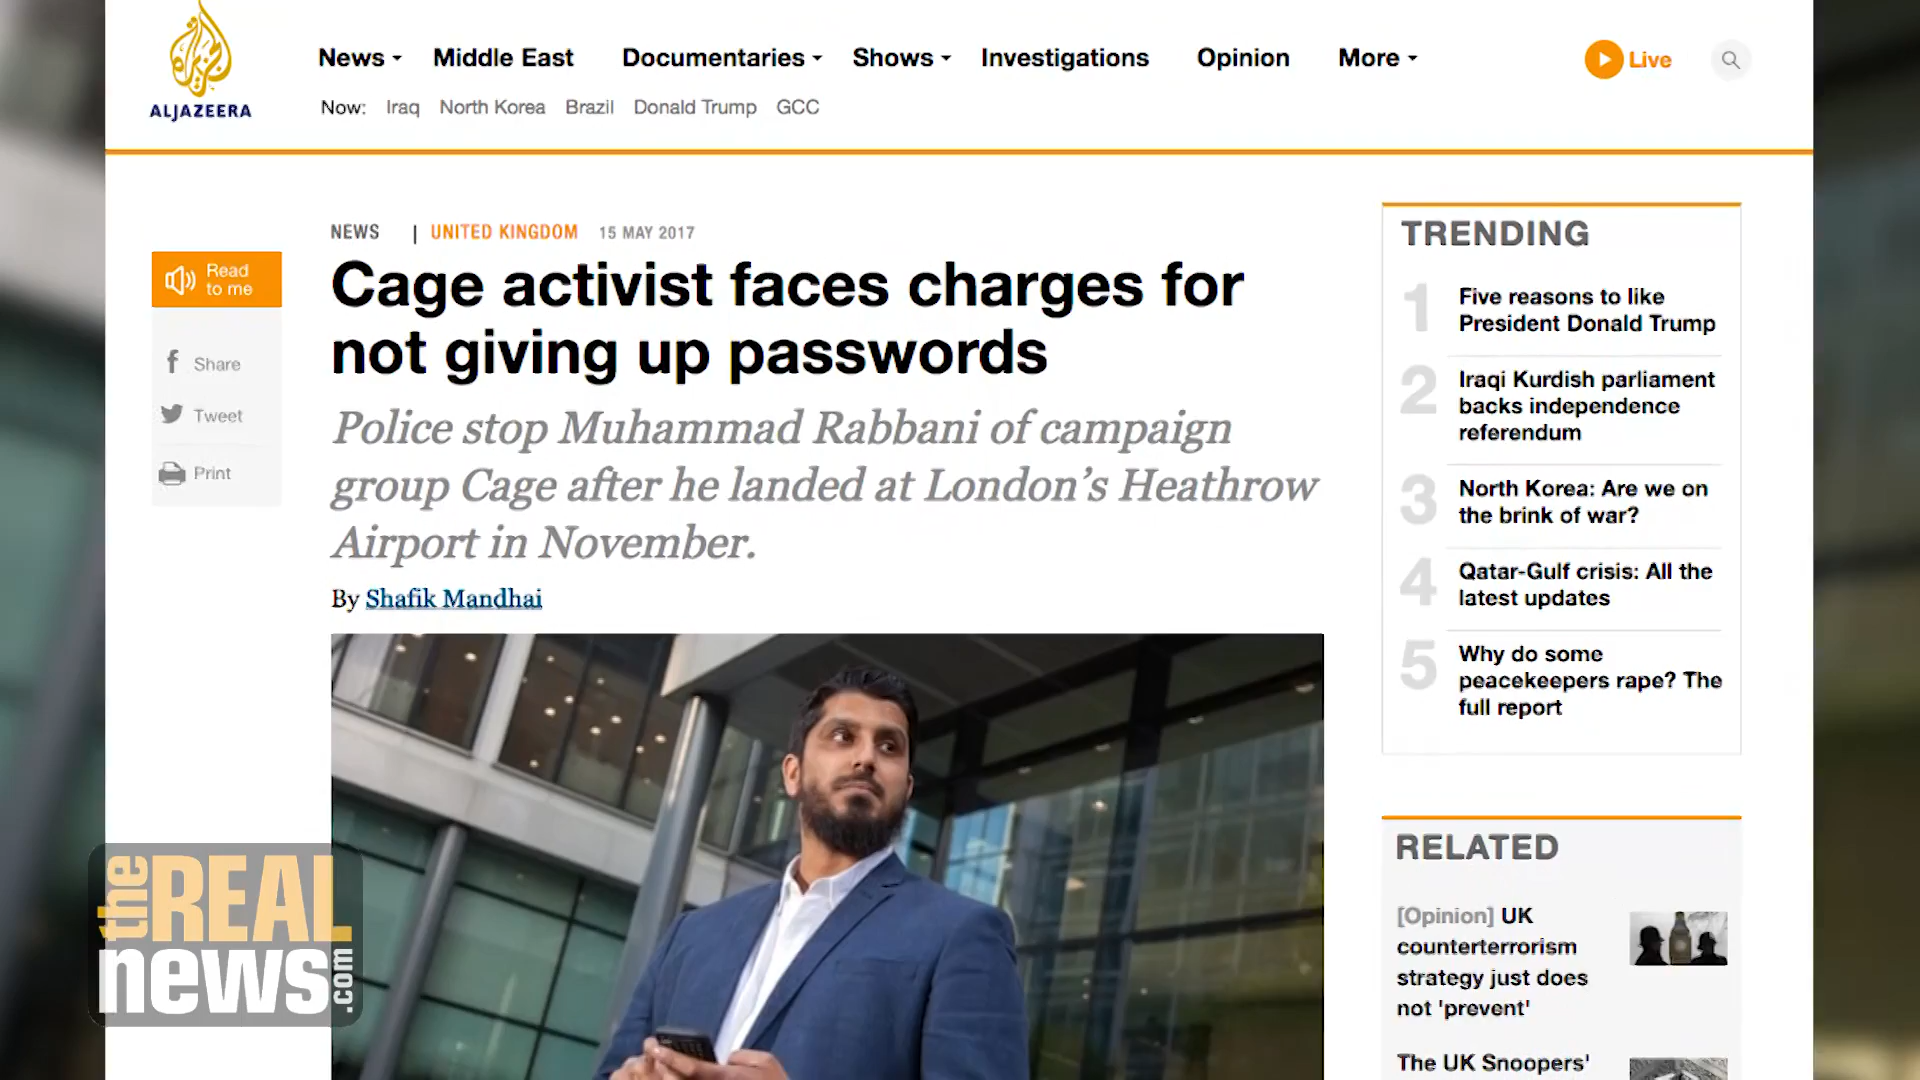 ALJAZEERA
News Middle East Documentaries Shows Investigations Opinion More Live
Now: Iraq North Korea Brazil Donald Trump GCC
NEWS | UNITED KINGDOM 15 MAY 2017
Cage activist faces charges for
not giving up passwords
Police stop Muhammad Rabbani of campaign
group Cage after he landed at London’s Heathrow
Airport in November.
By Shafik Mandhai
Read
to me
Share
Tweet
Print
TRENDING
1 Five reasons to like
President Donald Trump
2 Iraqi Kurdish parliament
backs independence
referendum
3 North Korea: Are we on
the brink of war?
4 Qatar-Gulf crisis: All the
latest updates
5 Why do some
peacekeepers rape? The
full report
RELATED
[Opinion] UK
counterterrorism
strategy just does
not 'prevent'
The UK Snoopers'
the REAL
news.com